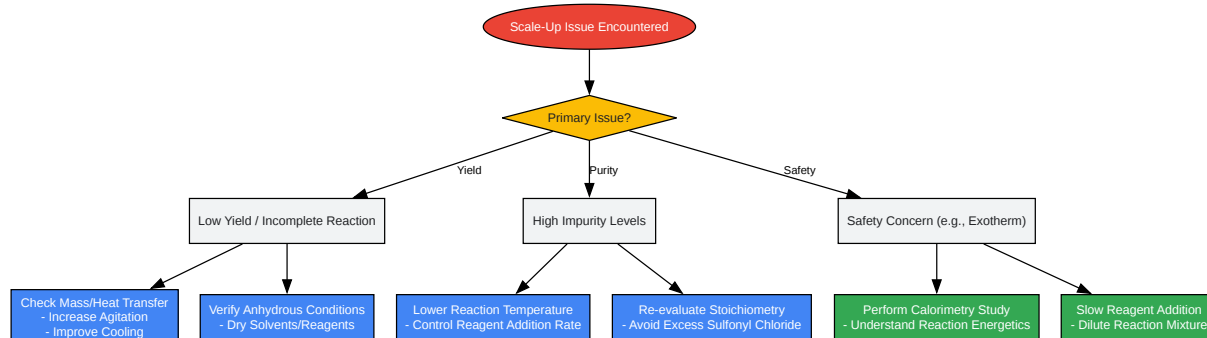 Scale-Up Issue Encountered
Primary Issue?
Yield
Purity
Safety
Low Yield / Incomplete Reaction
High Impurity Levels
Safety Concern (e.g., Exotherm)
Check Mass/Heat Transfer
- Increase Agitation
- Improve Cooling
Verify Anhydrous Conditions
- Dry Solvents/Reagents
Lower Reaction Temperature
- Control Reagent Addition Rate
Re-evaluate Stoichiometry
- Avoid Excess Sulfonyl Chloride
Perform Calorimetry Study
- Understand Reaction Energetics
Slow Reagent Addition
- Dilute Reaction Mixture